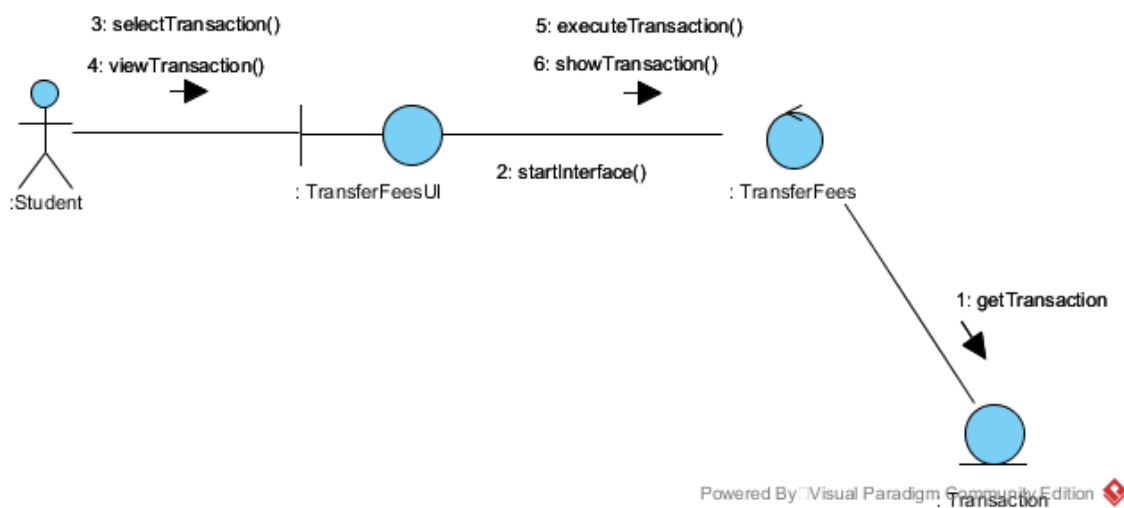 3: selectTransaction()
5: executeTransaction()
4: viewTransaction()
6: showTransaction()
2: startInterface()
:Student
: TransferFeesUI
: TransferFees
1: getTransaction
Powered By Visual Paradigm Community Edition
: Transaction